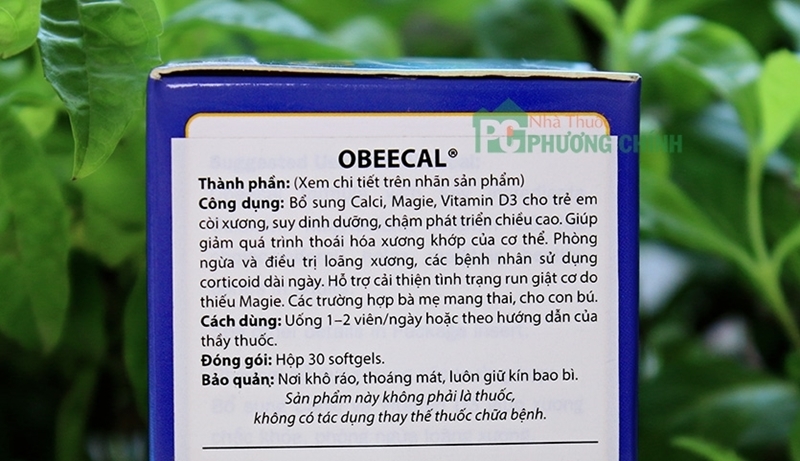 Nhà Thuốc
PC PHƯƠNG CHÍNH
OBEECAL®
Thành phần: (Xem chi tiết trên nhãn sản phẩm)
Công dụng: Bổ sung Calci, Magie, Vitamin D3 cho trẻ em
còi xương, suy dinh dưỡng, chậm phát triển chiều cao. Giúp
giảm quá trình thoái hóa xương khớp của cơ thể. Phòng
ngừa và điều trị loãng xương, các bệnh nhân sử dụng
corticoid dài ngày. Hỗ trợ cải thiện tình trạng run giật cơ do
thiếu Magie. Các trường hợp bà mẹ mang thai, cho con bú.
Cách dùng: Uống 1–2 viên/ngày hoặc theo hướng dẫn của
thầy thuốc.
Đóng gói: Hộp 30 softgels.
Bảo quản: Nơi khô ráo, thoáng mát, luôn giữ kín bao bì.
Sản phẩm này không phải là thuốc,
không có tác dụng thay thế thuốc chữa bệnh.